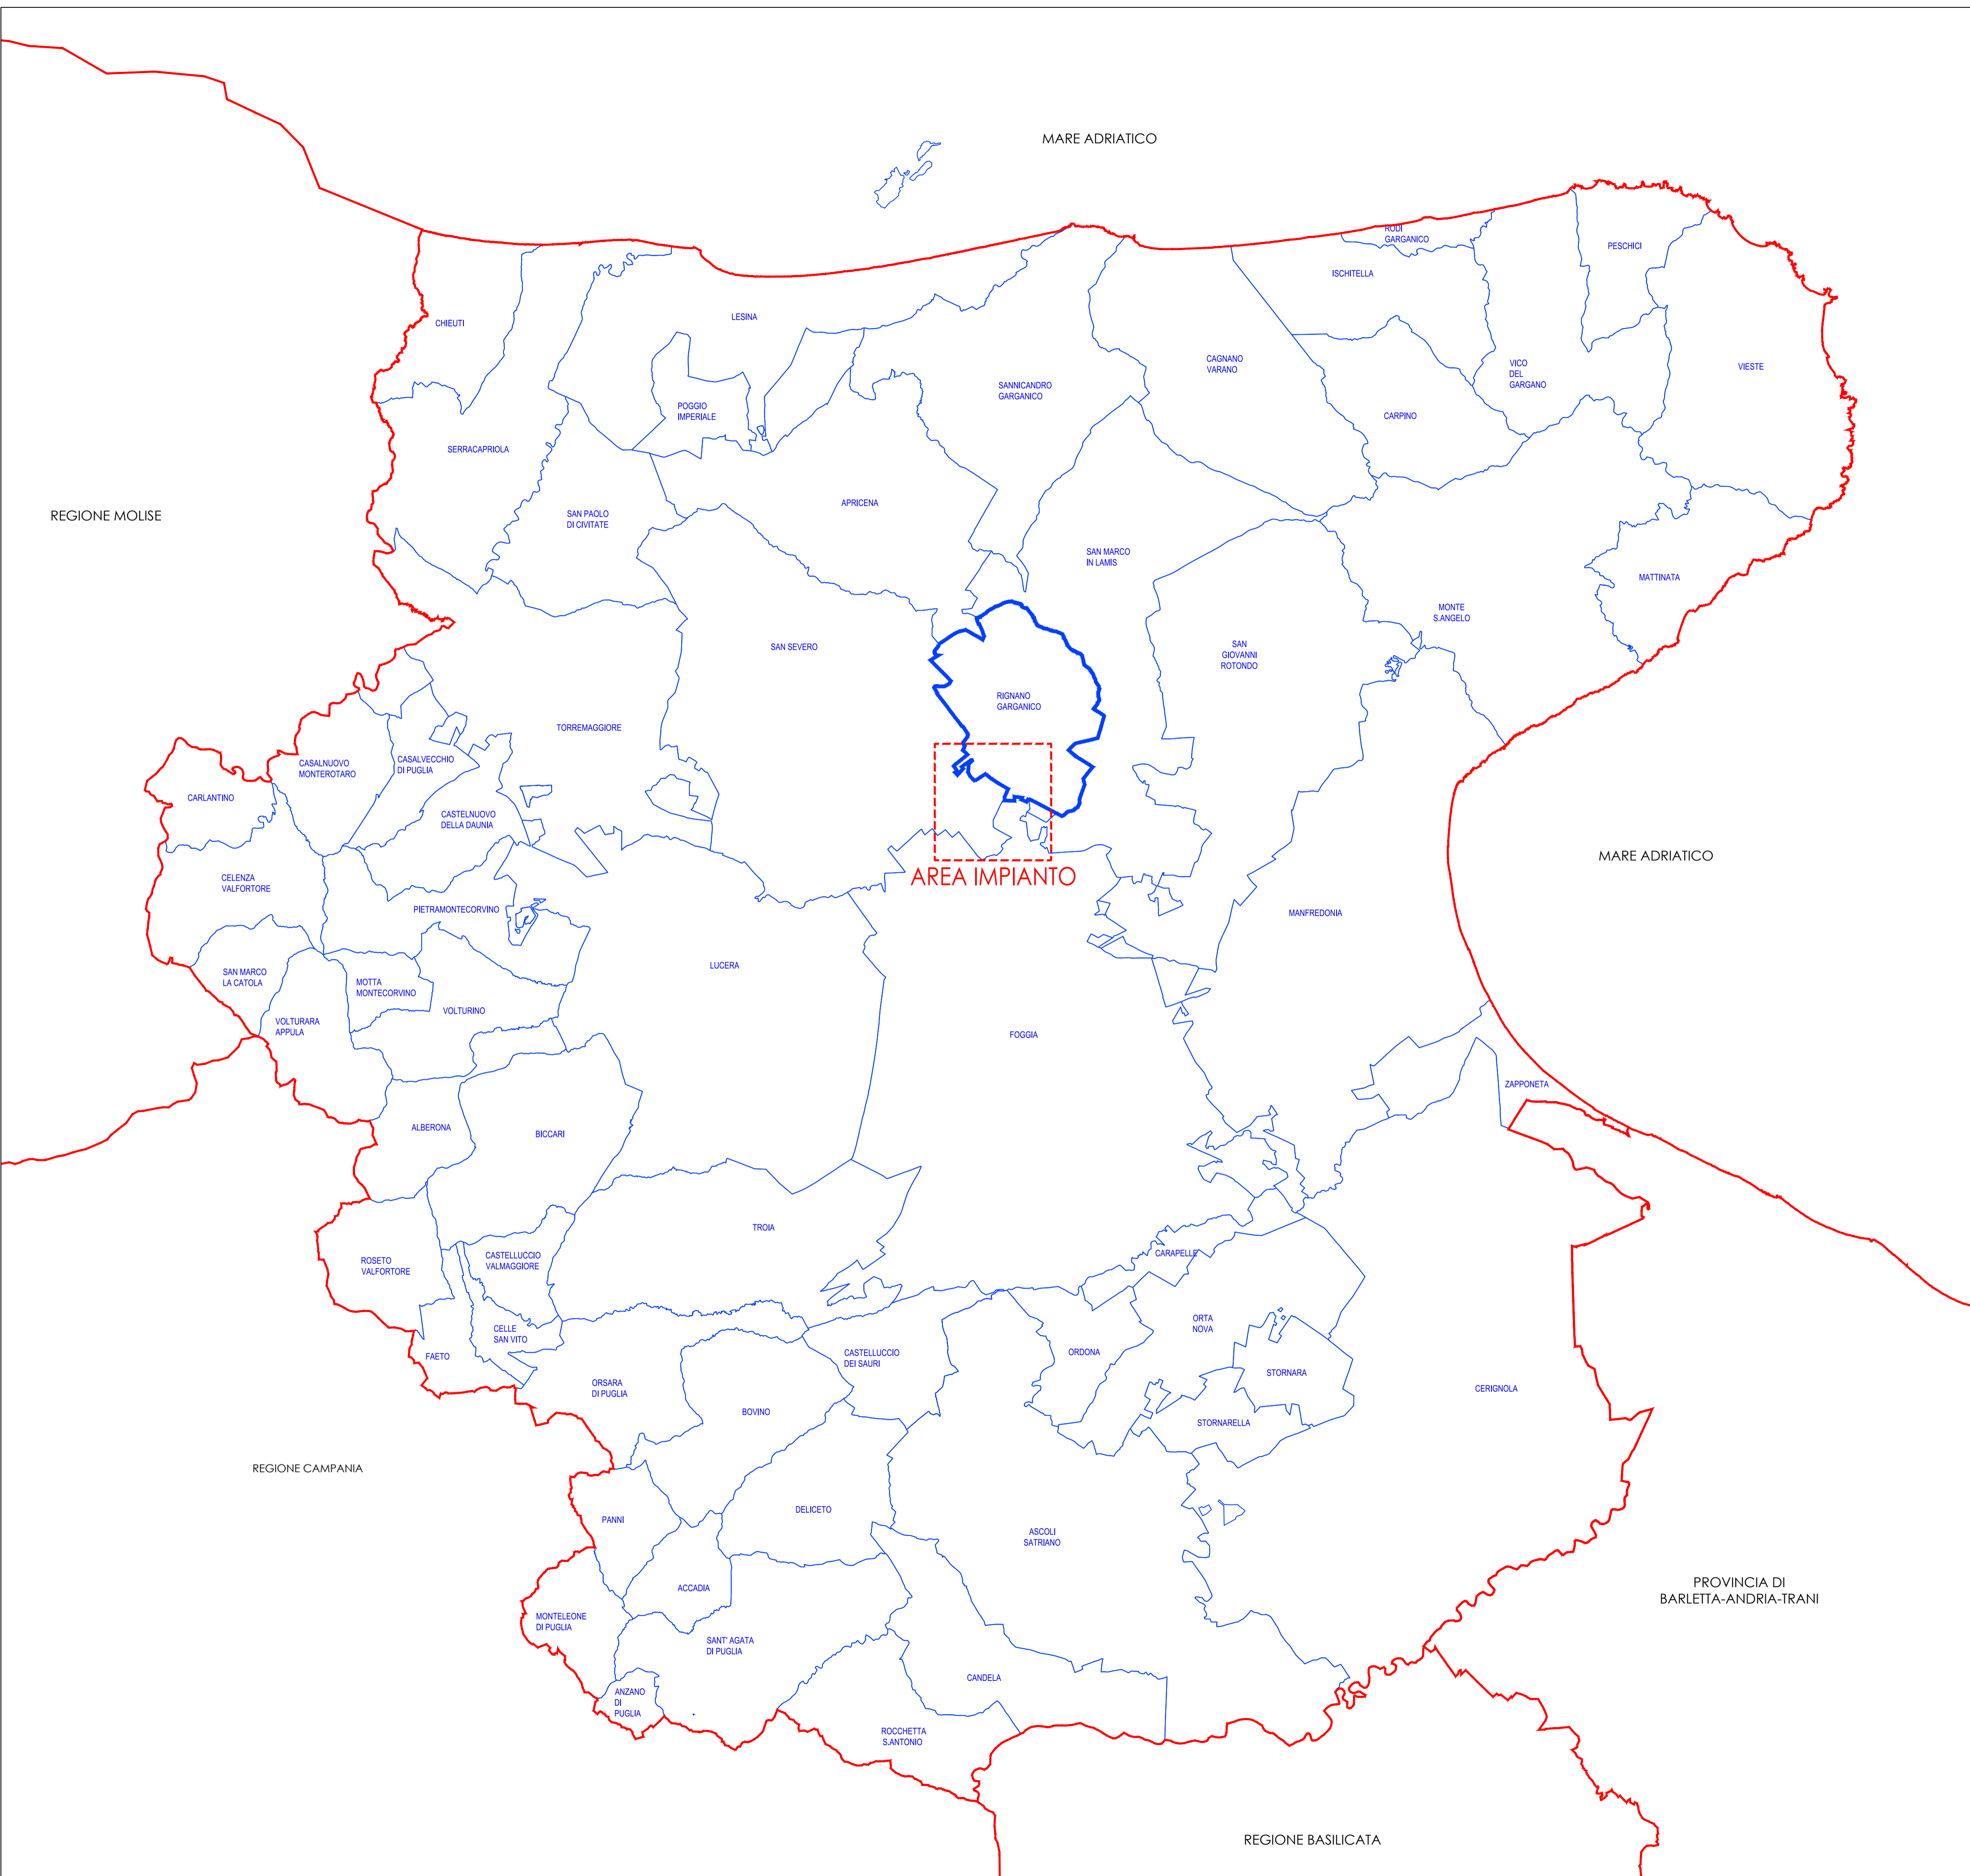 MARE ADRIATICO
RODI
GARGANICO
PESCHICI
ISCHITELLA
LESINA
CHIEUTI
CAGNANO
VARANO
VICO
DEL
GARGANO
VIESTE
SANNICANDRO
GARGANICO
POGGIO
IMPERIALE
CARPINO
SERRACAPRIOLA
APRICENA
REGIONE MOLISE
SAN PAOLO
DI CIVITATE
SAN MARCO
IN LAMIS
MATTINATA
MONTE
S.ANGELO
SAN SEVERO
SAN
GIOVANNI
ROTONDO
RIGNANO
GARGANICO
TORREMAGGIORE
CASALNUOVO
MONTEROTARO
CASALVECCHIO
DI PUGLIA
CARLANTINO
CASTELNUOVO
DELLA DAUNIA
MARE ADRIATICO
AREA IMPIANTO
CELENZA
VALFORTORE
PIETRAMONTECORVINO
MANFREDONIA
LUCERA
SAN MARCO
LA CATOLA
MOTTA
MONTECORVINO
VOLTURINO
VOLTURARA
APPULA
FOGGIA
ZAPPONETA
ALBERONA
BICCARI
TROIA
CARAPELLE
ROSETO
VALFORTORE
CASTELLUCCIO
VALMAGGIORE
ORTA
NOVA
CELLE
SAN VITO
FAETO
CASTELLUCCIO
DEI SAURI
ORDONA
STORNARA
ORSARA
DI PUGLIA
CERIGNOLA
BOVINO
STORNARELLA
REGIONE CAMPANIA
DELICETO
PANNI
ASCOLI
SATRIANO
ACCADIA
PROVINCIA DI
BARLETTA-ANDRIA-TRANI
MONTELEONE
DI PUGLIA
SANT' AGATA
DI PUGLIA
CANDELA
ANZANO
DI
PUGLIA
ROCCHETTA
S.ANTONIO
REGIONE BASILICATA